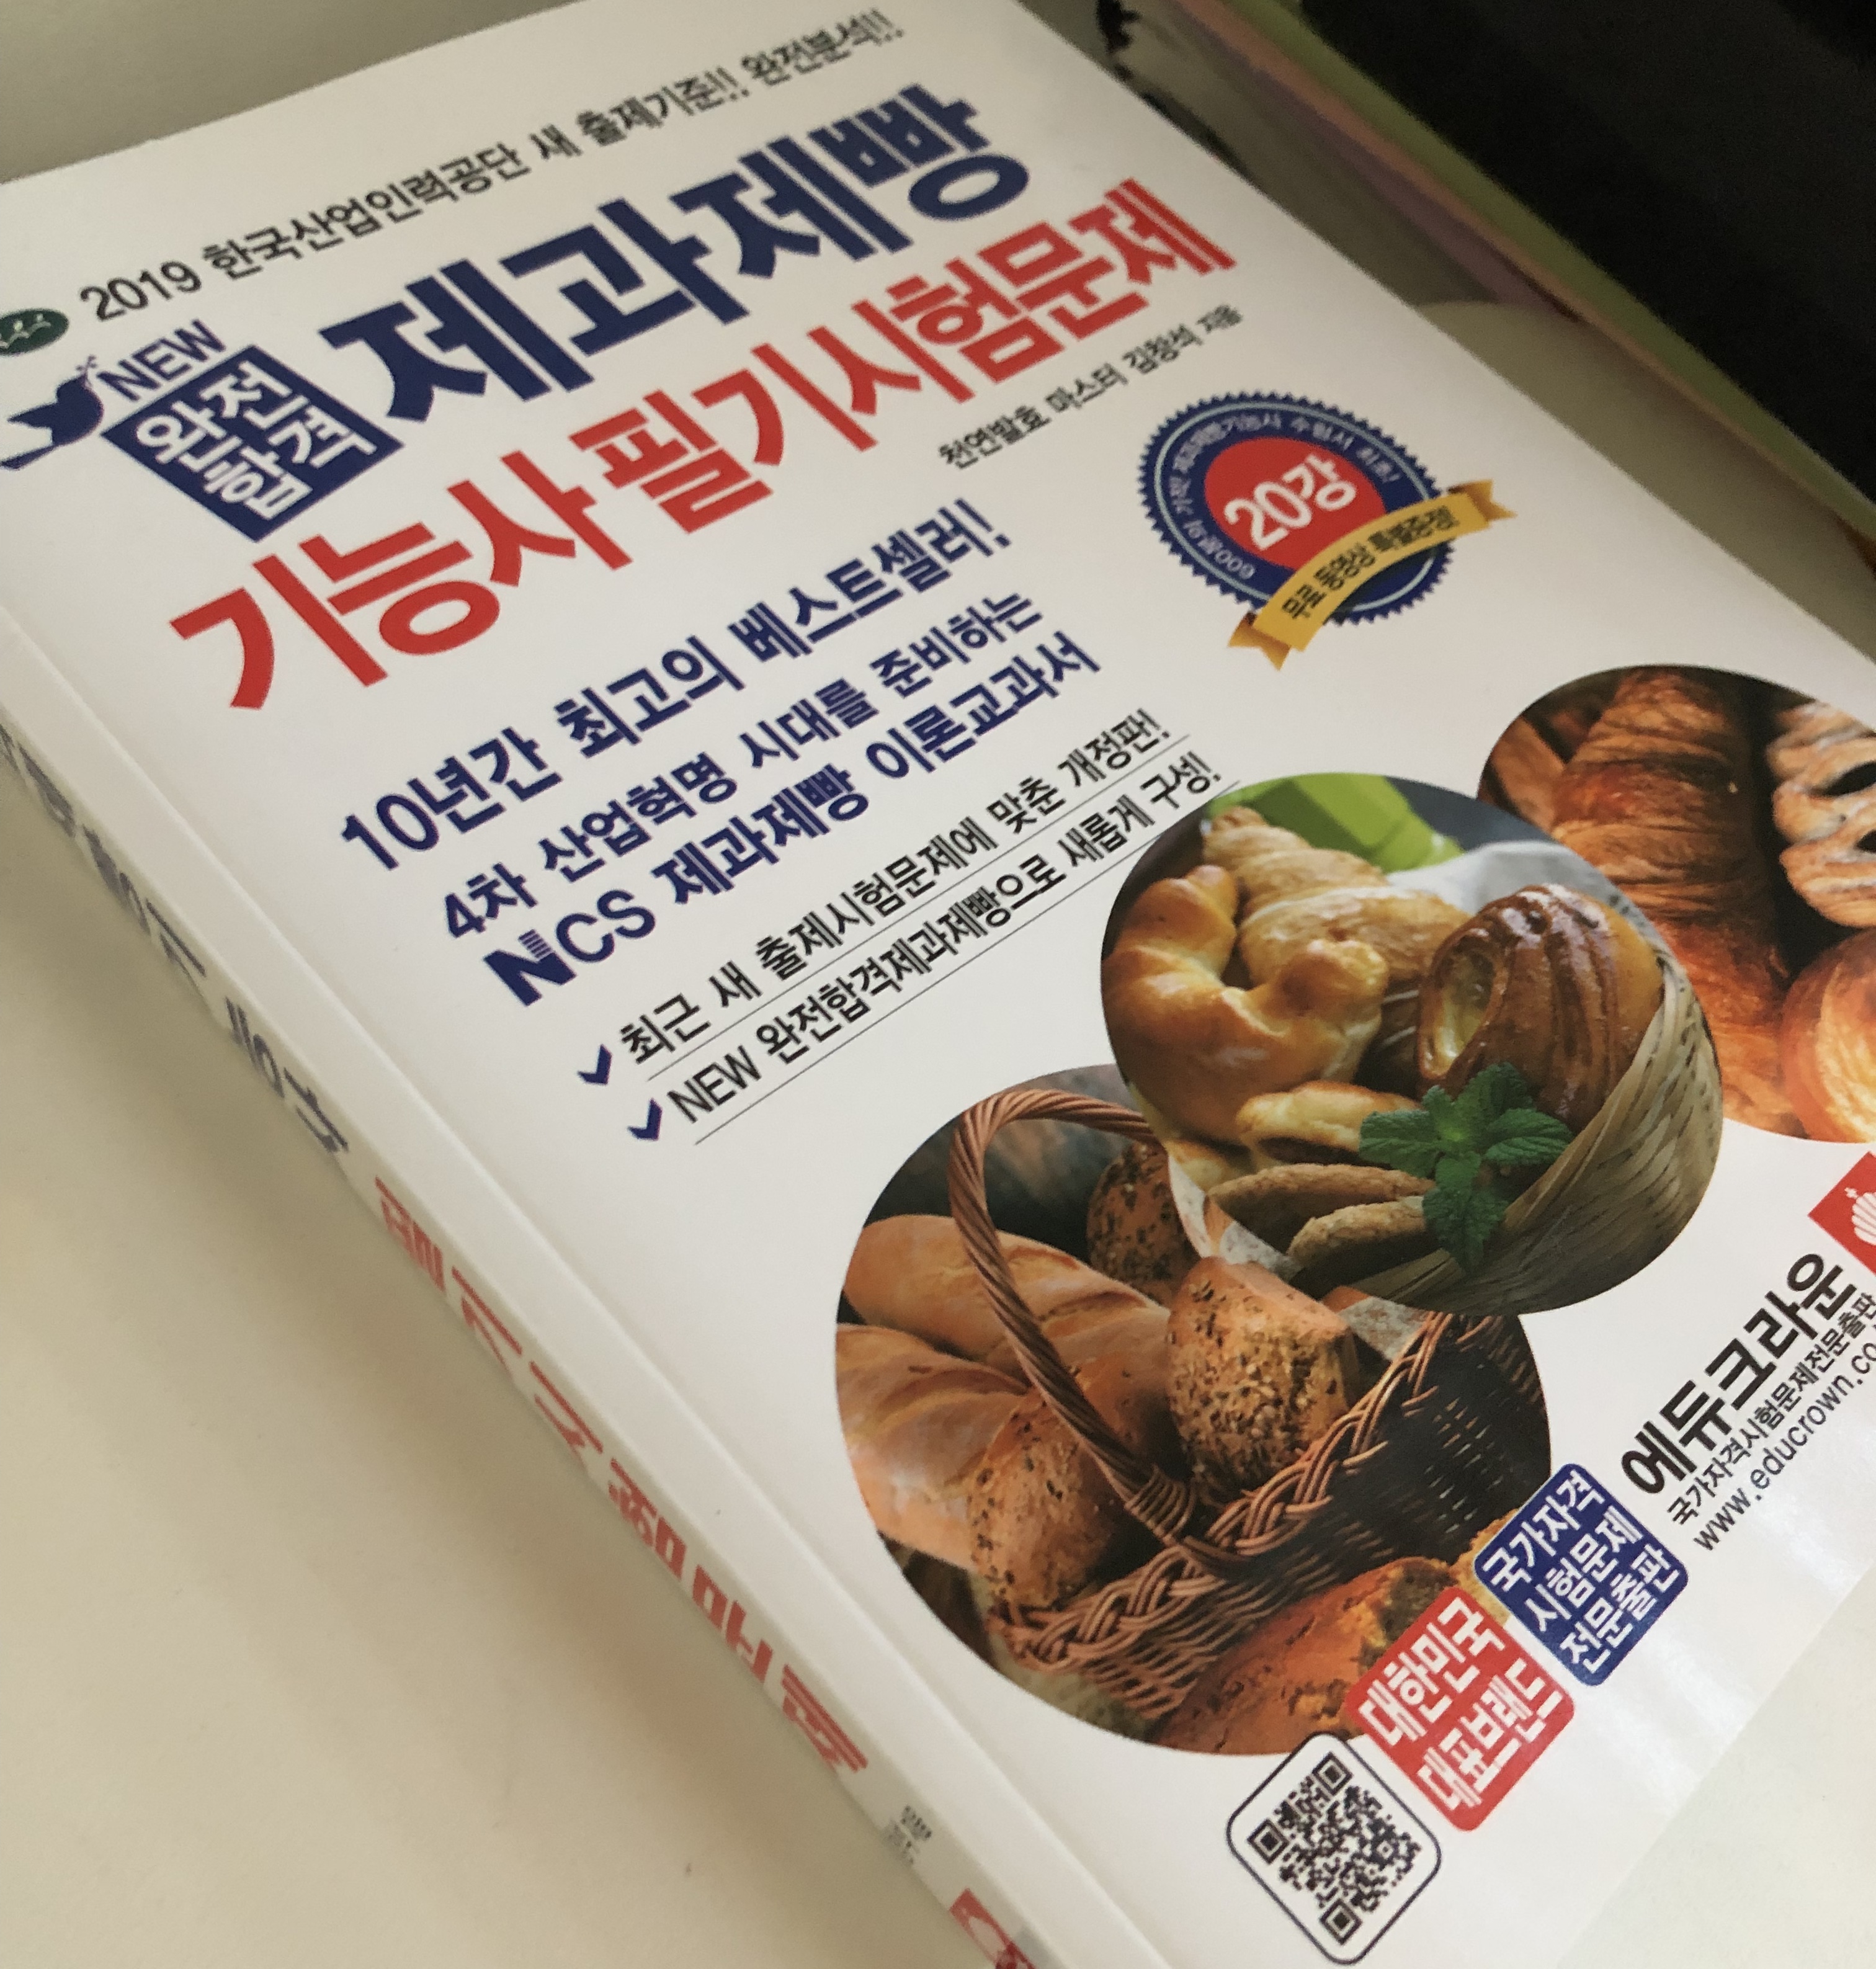 2019 한국산업인력공단 새 출제기준!! 완전분석!!
NEW
완전
합격
제과제빵
기능사 필기시험문제
천연발효 마스터 김창석 지음
20강
무료 동영상 특별증정!
10년간 최고의 베스트셀러!
4차 산업혁명 시대를 준비하는
NCS 제과제빵 이론교과서
최근 새 출제시험문제에 맞춘 개정판!
NEW 완전합격제과제빵으로 새롭게 구성!
에듀크라운
국가자격시험문제전문출판
www.educrown.co
국가자격
시험문제
전문출판
대한민국
대표브랜드
필기시험문제